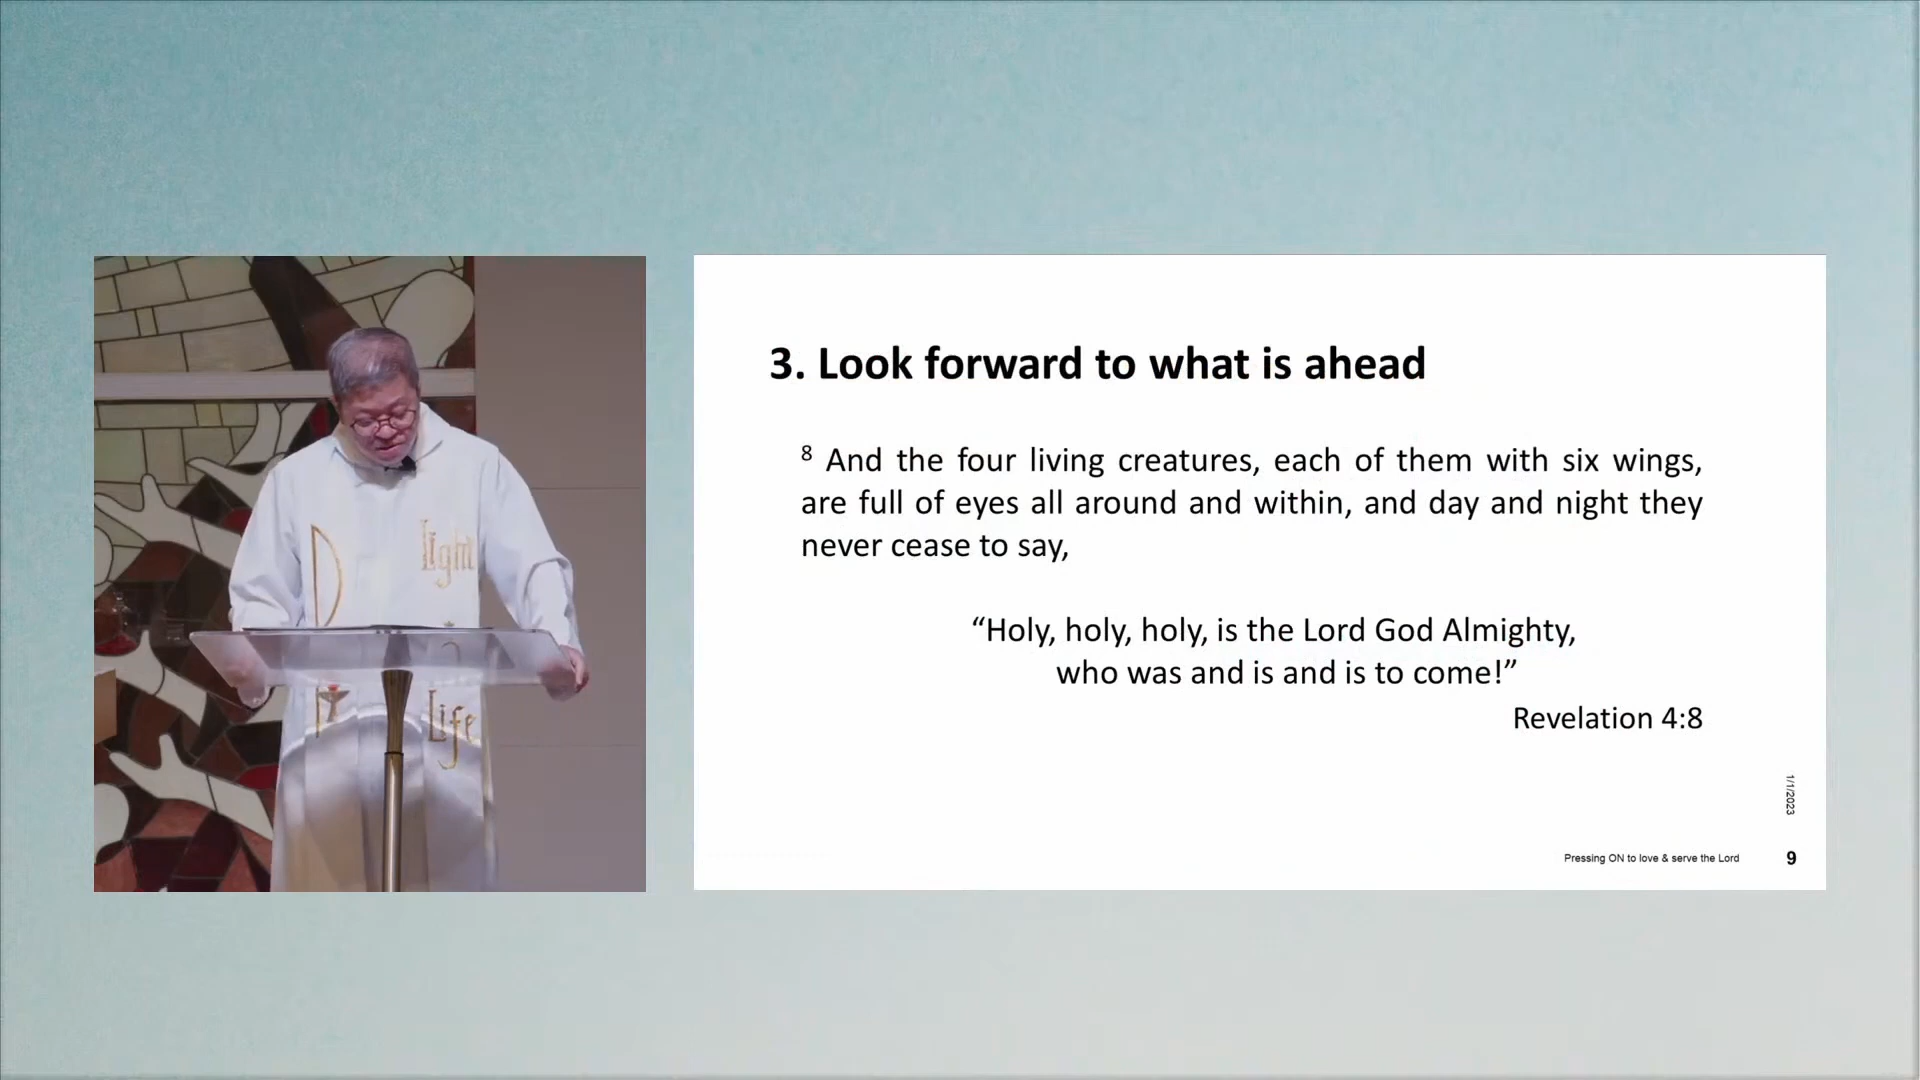 Light
Life
3. Look forward to what is ahead
8 And the four living creatures, each of them with six wings,
are full of eyes all around and within, and day and night they
never cease to say,
“Holy, holy, holy, is the Lord God Almighty,
who was and is and is to come!”
Revelation 4:8
1/1/2023
Pressing ON to love & serve the Lord
9